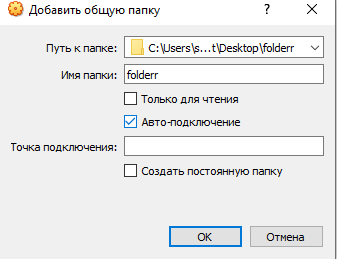 Добавить общую папку
?
Путь к папке: C:\Users\s...t\Desktop\folderr
Имя папки: folderr
Только для чтения
Авто-подключение
Точка подключения:
Создать постоянную папку
OK Отмена